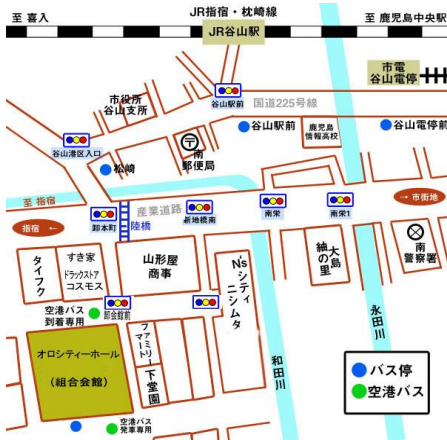 JR指宿・枕崎線
至 喜入
至 鹿児島中央駅
JR谷山駅
市電
谷山電停
市役所
谷山支所
谷山駅前
国道225号線
谷山港区入口
南
郵便局
谷山駅前
鹿児島
情報高校
谷山電停前
松崎
至 指宿
産業道路
→ 市街地
指宿 ←
卸本町
陸橋
新地橋南
南栄
南栄1
タイフク
すき家
ドラックストア
コスモス
山形屋
商事
N'sシティ
ニシムタ
大島
紬の里
南
警察署
空港バス
到着専用
卸会館前
ファミリー
マート
下堂園
和田川
永田川
オロシティーホール
(組合会館)
バス停
空港バス
空港バス
発車専用